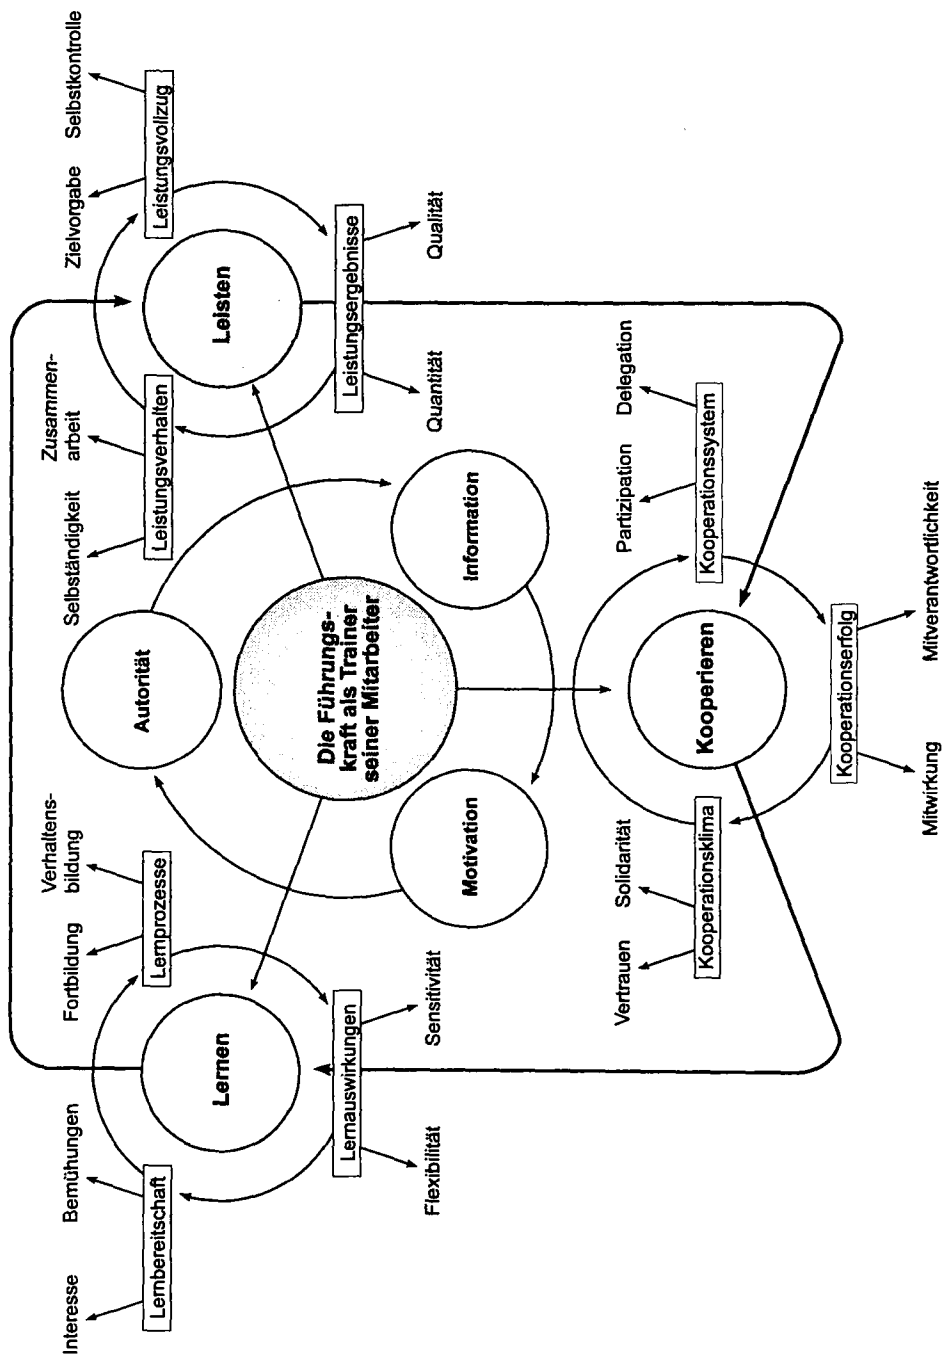 Interesse
Bemühungen
Lernbereitschaft
Fortbildung
Verhaltens-
bildung
Lernprozesse
Lernen
Lernauswirkungen
Flexibilität
Sensitivität
Autorität
Die Führungs-
kraft als Trainer
seiner Mitarbeiter
Motivation
Information
Selbständigkeit
Zusammen-
arbeit
Leistungsverhalten
Zielvorgabe
Selbstkontrolle
Leistungsvollzug
Leisten
Leistungsergebnisse
Quantität
Qualität
Vertrauen
Solidarität
Kooperationsklima
Partizipation
Delegation
Kooperationssystem
Kooperieren
Kooperationserfolg
Mitwirkung
Mitverantwortlichkeit